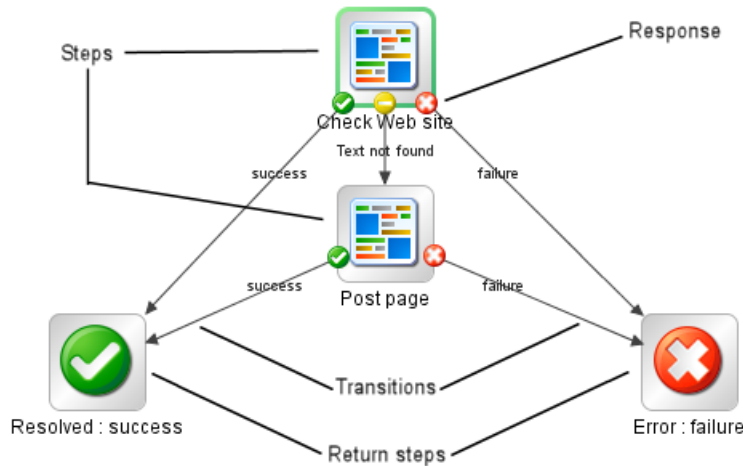 Response
Steps
Check Web site
Text not found
success
failure
success
failure
Post page
Transitions
Resolved : success
Error : failure
Return steps